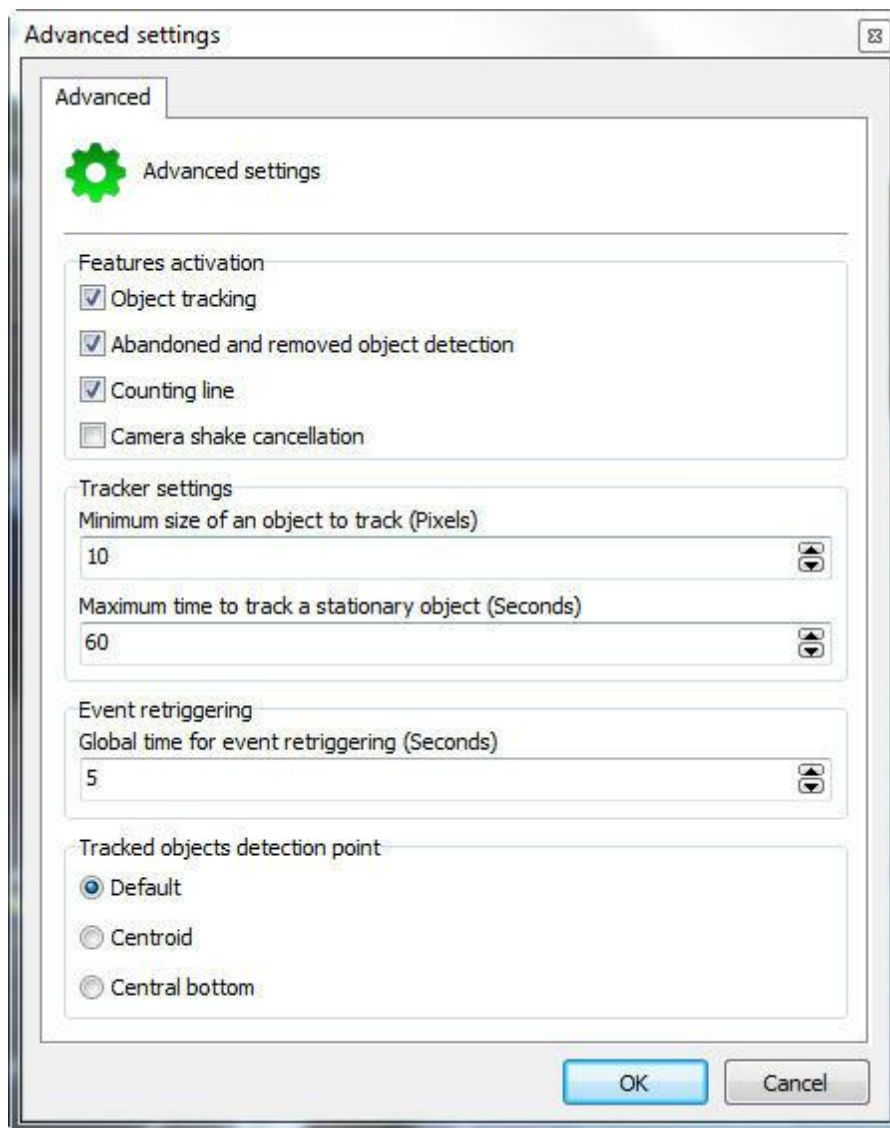 Advanced settings
Advanced
Advanced settings
Features activation
Object tracking
Abandoned and removed object detection
Counting line
Camera shake cancellation
Tracker settings
Minimum size of an object to track (Pixels)
10
Maximum time to track a stationary object (Seconds)
60
Event retriggering
Global time for event retriggering (Seconds)
5
Tracked objects detection point
Default
Centroid
Central bottom
OK Cancel